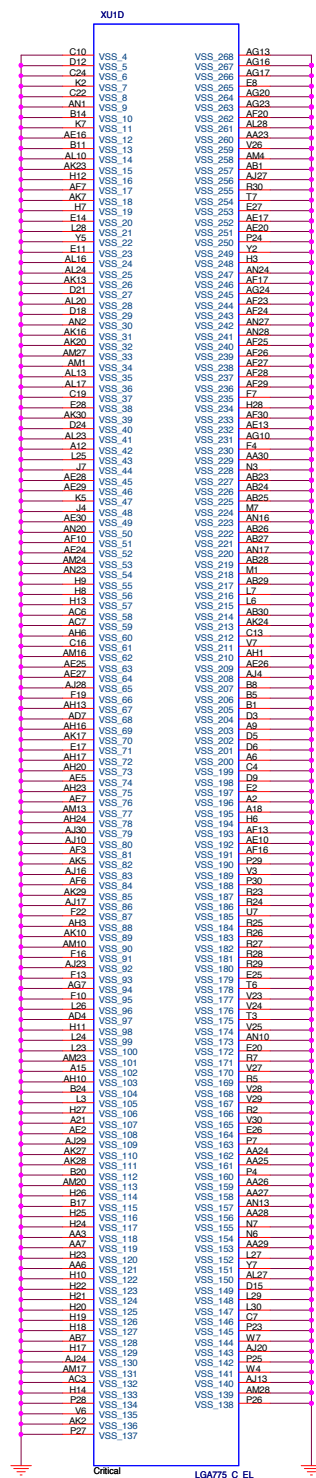 XU1D
C10 VSS_4 VSS_268 AG13
D12 VSS_5 VSS_267 AG16
C24 VSS_6 VSS_266 AG17
K2 VSS_7 VSS_265 E8
C22 VSS_8 VSS_264 AG20
AN1 VSS_9 VSS_263 AG23
B14 VSS_10 VSS_262 AF20
K7 VSS_11 VSS_261 AL28
AE16 VSS_12 VSS_260 AA23
B11 VSS_13 VSS_259 V26
AL10 VSS_14 VSS_258 AM4
AK23 VSS_15 VSS_257 AB1
H12 VSS_16 VSS_256 AJ27
AF7 VSS_17 VSS_255 R30
AK7 VSS_18 VSS_254 T7
H7 VSS_19 VSS_253 E27
E14 VSS_20 VSS_252 AE17
L28 VSS_21 VSS_251 AE20
Y5 VSS_22 VSS_250 P24
E11 VSS_23 VSS_249 Y2
AL16 VSS_24 VSS_248 H3
AL24 VSS_25 VSS_247 AN24
AK13 VSS_26 VSS_246 AF17
D21 VSS_27 VSS_245 AG24
AL20 VSS_28 VSS_244 AF23
D18 VSS_29 VSS_243 AF24
AN2 VSS_30 VSS_242 AN27
AK16 VSS_31 VSS_241 AN28
AK20 VSS_32 VSS_240 AF25
AM27 VSS_33 VSS_239 AF26
AM1 VSS_34 VSS_238 AF27
AL13 VSS_35 VSS_237 AF28
AL17 VSS_36 VSS_236 AF29
C19 VSS_37 VSS_235 F7
E28 VSS_38 VSS_234 H28
AK30 VSS_39 VSS_233 AF30
D24 VSS_40 VSS_232 AE13
AL23 VSS_41 VSS_231 AG10
A12 VSS_42 VSS_230 F4
L25 VSS_43 VSS_229 AA30
J7 VSS_44 VSS_228 N3
AE28 VSS_45 VSS_227 AB23
AE29 VSS_46 VSS_226 AB24
K5 VSS_47 VSS_225 AB25
J4 VSS_48 VSS_224 M7
AE30 VSS_49 VSS_223 AN16
AN20 VSS_50 VSS_222 AB26
AF10 VSS_51 VSS_221 AB27
AE24 VSS_52 VSS_220 AN17
AM24 VSS_53 VSS_219 AB28
AN23 VSS_54 VSS_218 M1
H9 VSS_55 VSS_217 AB29
H8 VSS_56 VSS_216 L7
H13 VSS_57 VSS_215 L6
AC6 VSS_58 VSS_214 AB30
AC7 VSS_59 VSS_213 AK24
AH6 VSS_60 VSS_212 C13
C16 VSS_61 VSS_211 V7
AM16 VSS_62 VSS_210 AH1
AE25 VSS_63 VSS_209 AE26
AE27 VSS_64 VSS_208 AJ4
AJ28 VSS_65 VSS_207 B8
F19 VSS_66 VSS_206 B5
AH13 VSS_67 VSS_205 B1
AD7 VSS_68 VSS_204 D3
AH16 VSS_69 VSS_203 A9
AK17 VSS_70 VSS_202 D5
E17 VSS_71 VSS_201 D6
AH17 VSS_72 VSS_200 A6
AH20 VSS_73 VSS_199 C4
AE5 VSS_74 VSS_198 D9
AH23 VSS_75 VSS_197 E2
AE7 VSS_76 VSS_196 A2
AM13 VSS_77 VSS_195 A18
AH24 VSS_78 VSS_194 H6
AJ30 VSS_79 VSS_193 AF13
AJ10 VSS_80 VSS_192 AE10
AF3 VSS_81 VSS_191 AF16
AK5 VSS_82 VSS_190 P29
AJ16 VSS_83 VSS_189 V3
AF6 VSS_84 VSS_188 P30
AK29 VSS_85 VSS_187 R23
AJ17 VSS_86 VSS_186 R24
F22 VSS_87 VSS_185 U7
AH3 VSS_88 VSS_184 R25
AK10 VSS_89 VSS_183 R26
AM10 VSS_90 VSS_182 R27
F16 VSS_91 VSS_181 R28
AJ23 VSS_92 VSS_180 R29
F13 VSS_93 VSS_179 E25
AG7 VSS_94 VSS_178 T6
F10 VSS_95 VSS_177 V23
L26 VSS_96 VSS_176 V24
AD4 VSS_97 VSS_175 T3
H11 VSS_98 VSS_174 V25
L24 VSS_99 VSS_173 AN10
L23 VSS_100 VSS_172 E20
AM23 VSS_101 VSS_171 R7
A15 VSS_102 VSS_170 V27
AH10 VSS_103 VSS_169 R5
B24 VSS_104 VSS_168 V28
L3 VSS_105 VSS_167 V29
H27 VSS_106 VSS_166 R2
A21 VSS_107 VSS_165 V30
AE2 VSS_108 VSS_164 E26
AJ29 VSS_109 VSS_163 P7
AK27 VSS_110 VSS_162 AA24
AK28 VSS_111 VSS_161 AA25
B20 VSS_112 VSS_160 P4
AM20 VSS_113 VSS_159 AA26
H26 VSS_114 VSS_158 AA27
B17 VSS_115 VSS_157 AN13
H25 VSS_116 VSS_156 AA28
H24 VSS_117 VSS_155 N7
AA3 VSS_118 VSS_154 N6
AA7 VSS_119 VSS_153 AA29
H23 VSS_120 VSS_152 L27
AA6 VSS_121 VSS_151 Y7
H10 VSS_122 VSS_150 AL27
H22 VSS_123 VSS_149 D15
H21 VSS_124 VSS_148 L29
H20 VSS_125 VSS_147 L30
H19 VSS_126 VSS_146 C7
H18 VSS_127 VSS_145 P23
AB7 VSS_128 VSS_144 W7
H17 VSS_129 VSS_143 AJ20
AJ24 VSS_130 VSS_142 P25
AM17 VSS_131 VSS_141 W4
AC3 VSS_132 VSS_140 AJ13
H14 VSS_133 VSS_139 AM28
P28 VSS_134 VSS_138 P26
V6 VSS_135
AK2 VSS_136
P27 VSS_137
Critical LGA775_C_EL